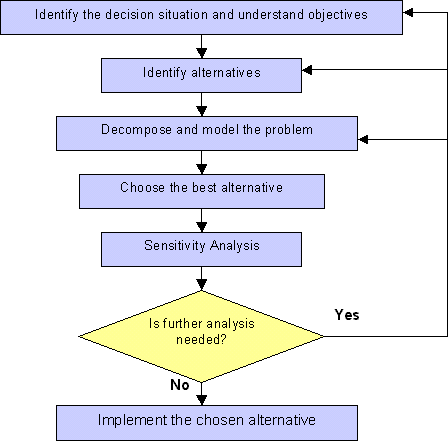 Identify the decision situation and understand objectives
Identify alternatives
Decompose and model the problem
Choose the best alternative
Sensitivity Analysis
Is further analysis
needed?
Yes
No
Implement the chosen alternative